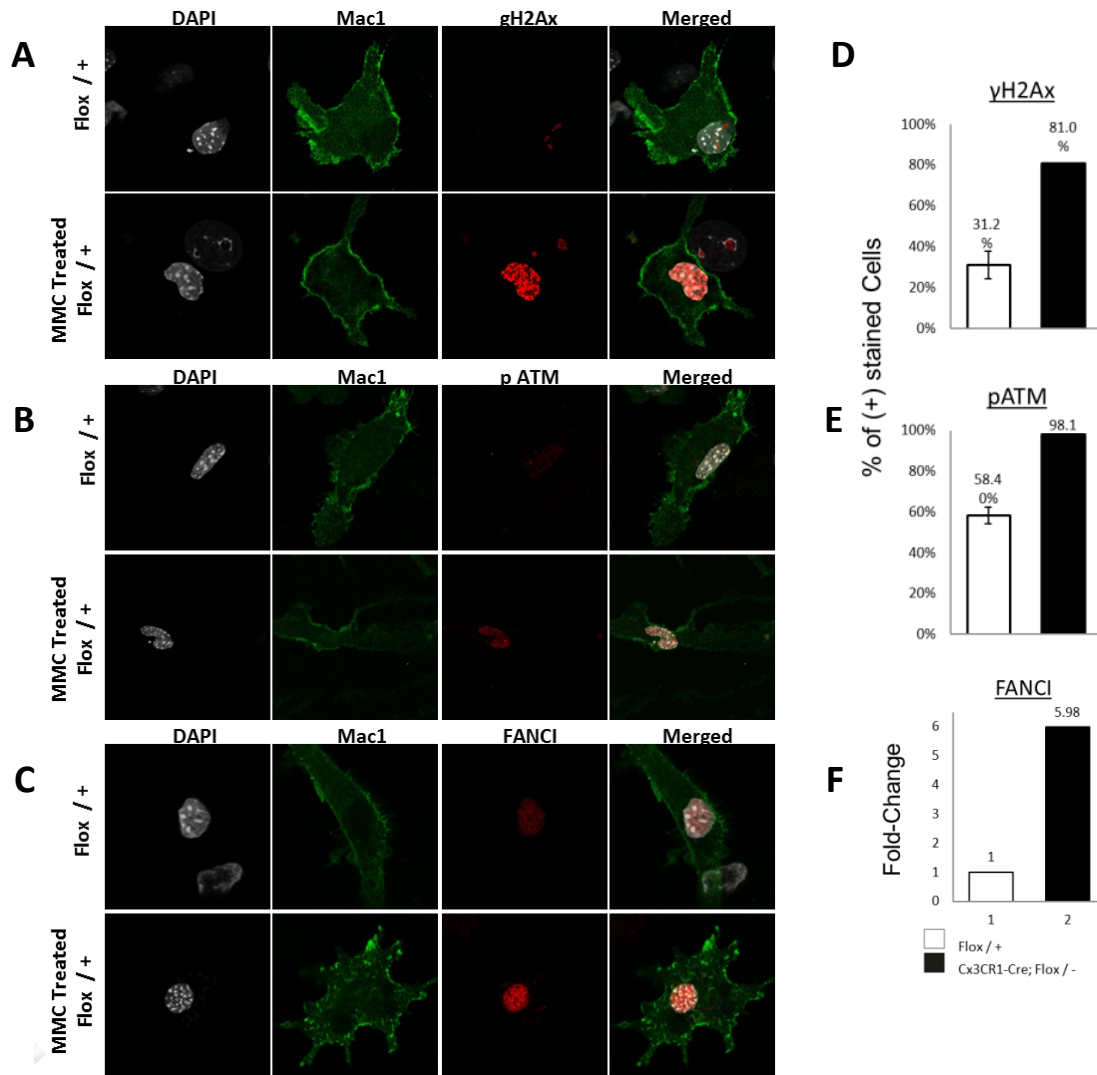 A
DAPI Mac1 gH2Ax Merged
Flox / +
MMC Treated
Flox / +
B
DAPI Mac1 p ATM Merged
Flox / +
MMC Treated
Flox / +
C
DAPI Mac1 FANCI Merged
Flox / +
MMC Treated
Flox / +
% of (+) stained Cells
D
γH2Ax
100%
80%
60%
40%
20%
0%
31.2
%
81.0
%
E
pATM
100%
80%
60%
40%
20%
0%
58.4
0%
98.1
F
FANCI
Fold-Change
6
5
4
3
2
1
0
1
5.98
1 2
Flox / +
Cx3CR1-Cre; Flox / -